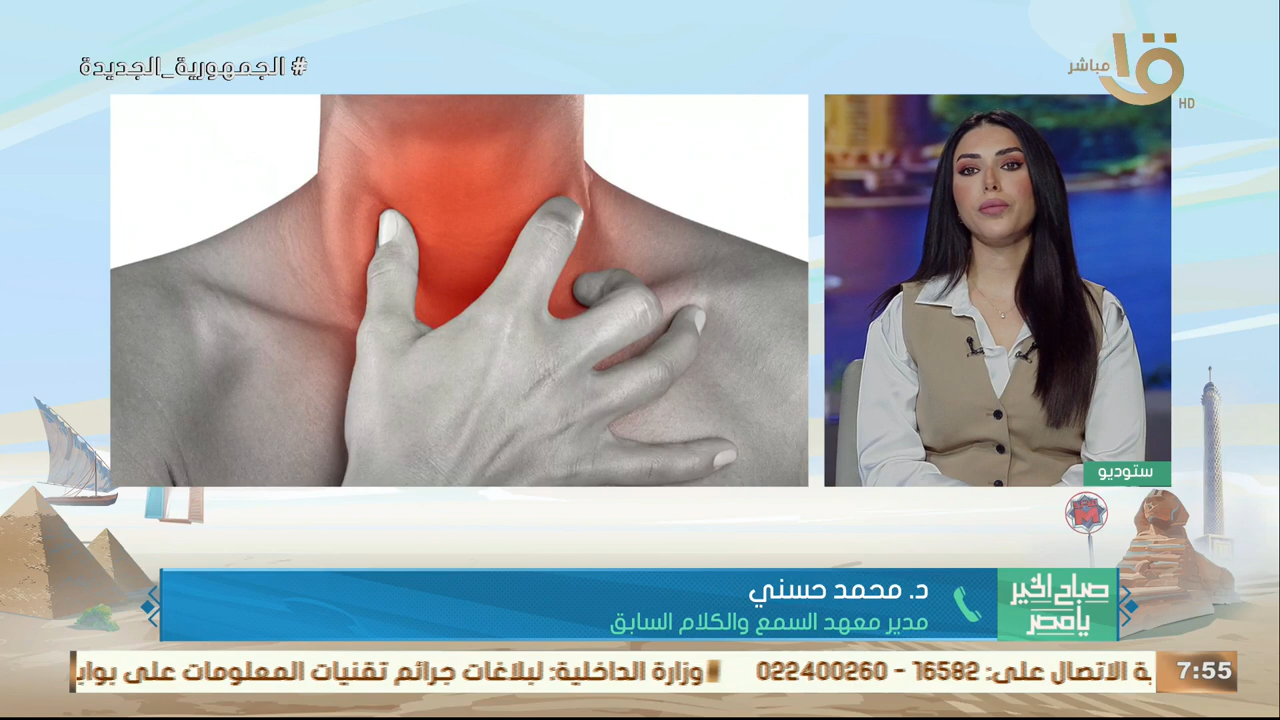 # الجمهورية_الجديدة
مباشر
HD
ستوديو
صباح الخير
يا مصر
د. محمد حسني
مدير معهد السمع والكلام السابق
7:55
ة الاتصال على: 16582 - 022400260 وزارة الداخلية: لبلاغات جرائم تقنيات المعلومات على بواب